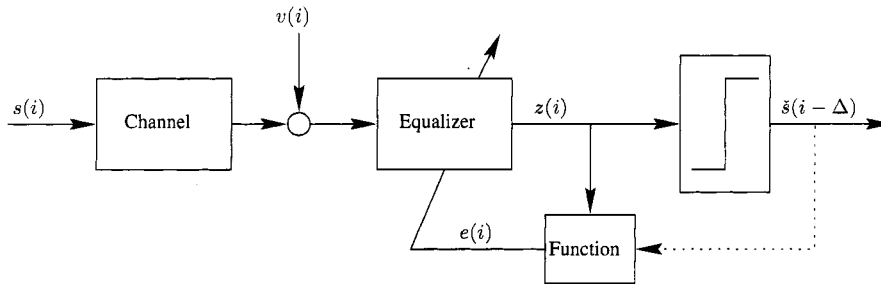 v(i)
s(i)
Channel
Equalizer
z(i)
š(i − Δ)
e(i)
Function